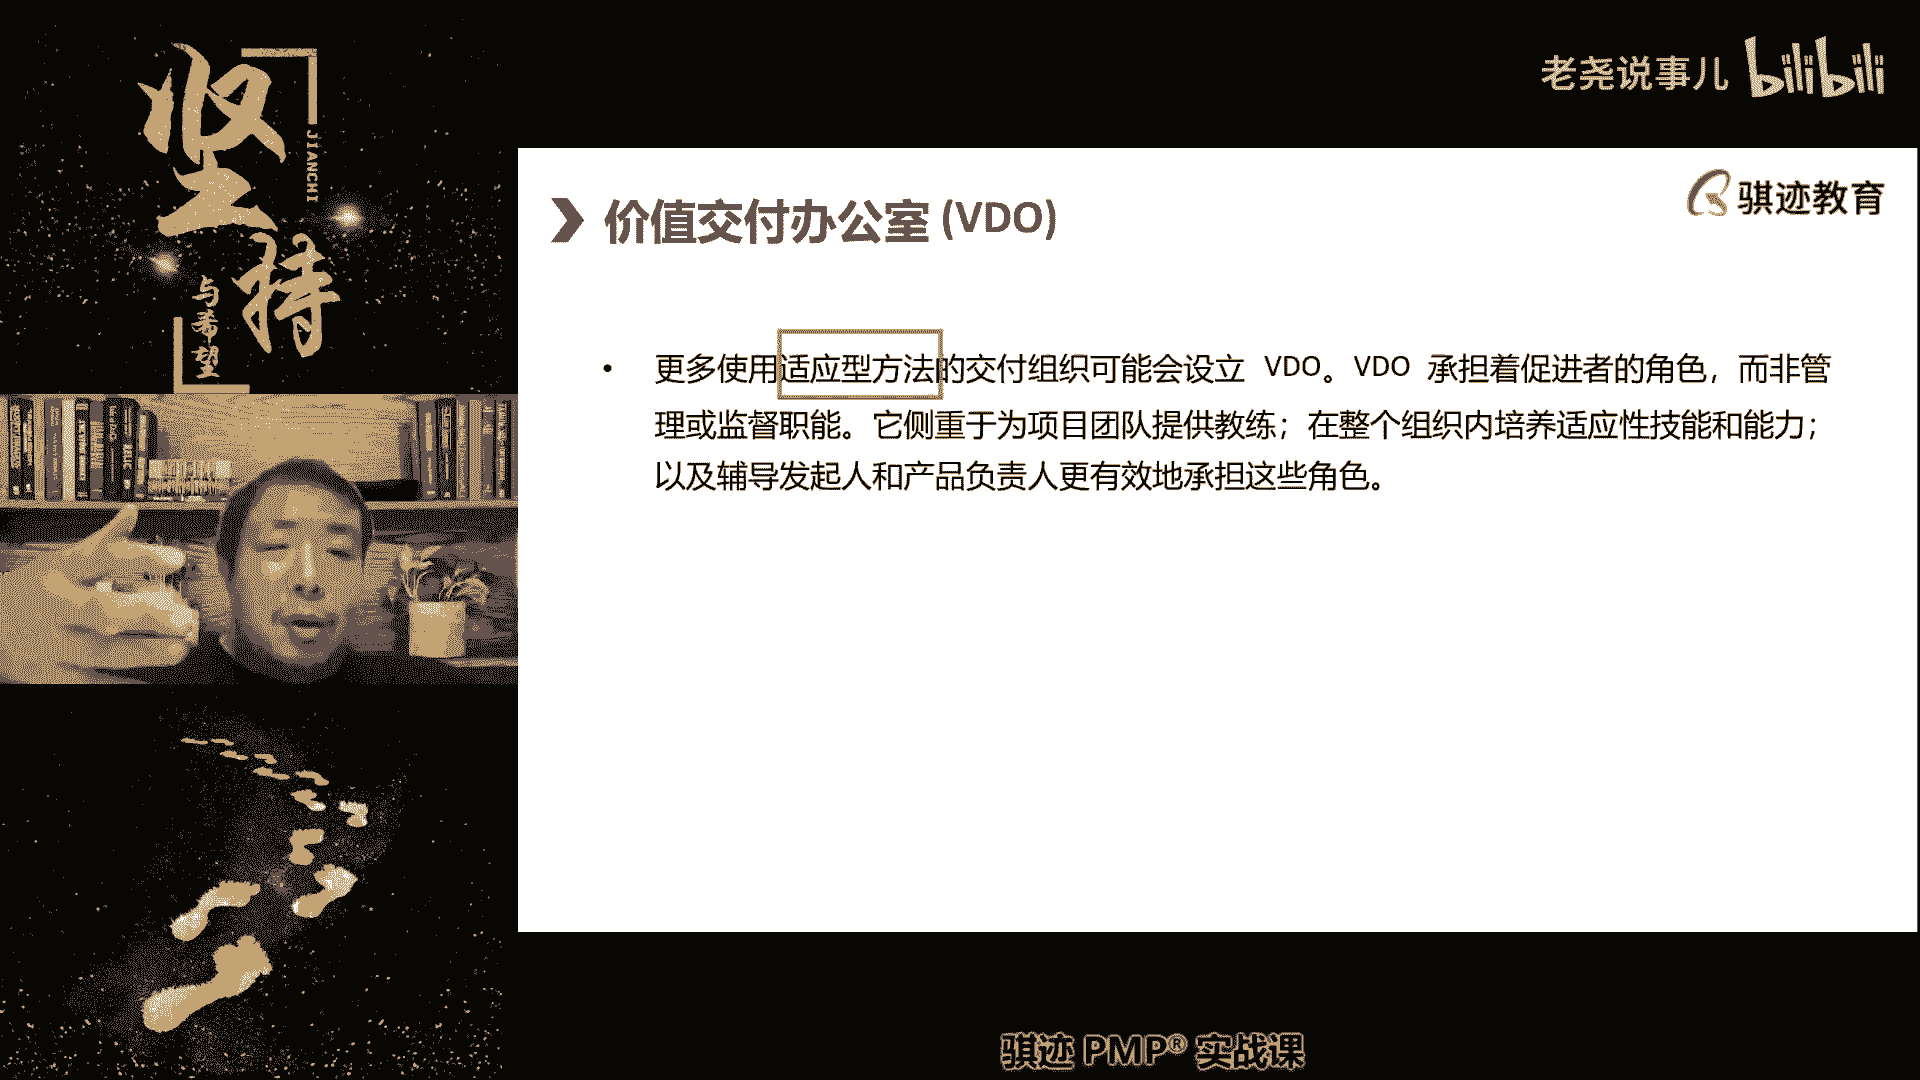 坚持
JIANCHI
与希望
老尧说事儿 bilibili
骐迹教育
价值交付办公室 (VDO)
• 更多使用适应型方法的交付组织可能会设立 VDO。VDO 承担着促进者的角色，而非管
理或监督职能。它侧重于为项目团队提供教练；在整个组织内培养适应性技能和能力；
以及辅导发起人和产品负责人更有效地承担这些角色。
骐迹 PMP® 实战课